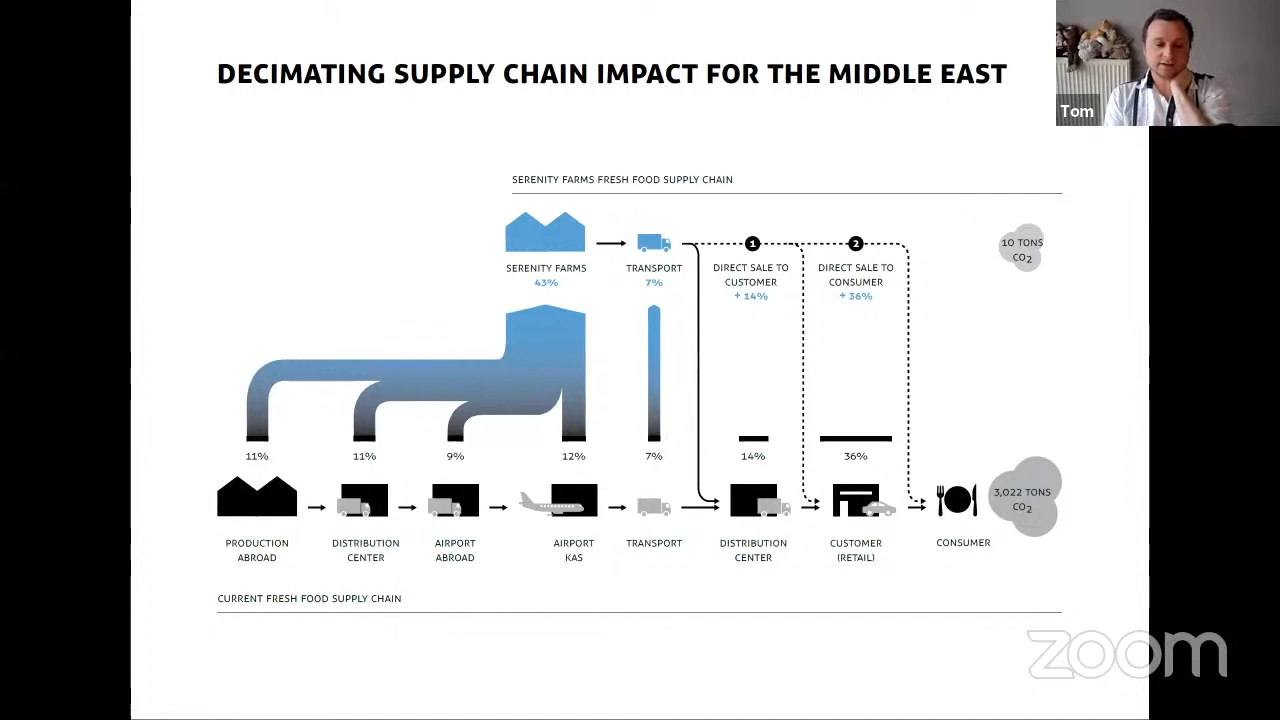 DECIMATING SUPPLY CHAIN IMPACT FOR THE MIDDLE EAST
Tom
SERENITY FARMS FRESH FOOD SUPPLY CHAIN
1
2
10 TONS
CO2
SERENITY FARMS
43%
TRANSPORT
7%
DIRECT SALE TO
CUSTOMER
+ 14%
DIRECT SALE TO
CONSUMER
+ 36%
11%
11%
9%
12%
7%
14%
36%
3,022 TONS
CO2
PRODUCTION
ABROAD
DISTRIBUTION
CENTER
AIRPORT
ABROAD
AIRPORT
KAS
TRANSPORT
DISTRIBUTION
CENTER
CUSTOMER
(RETAIL)
CONSUMER
CURRENT FRESH FOOD SUPPLY CHAIN
zoom